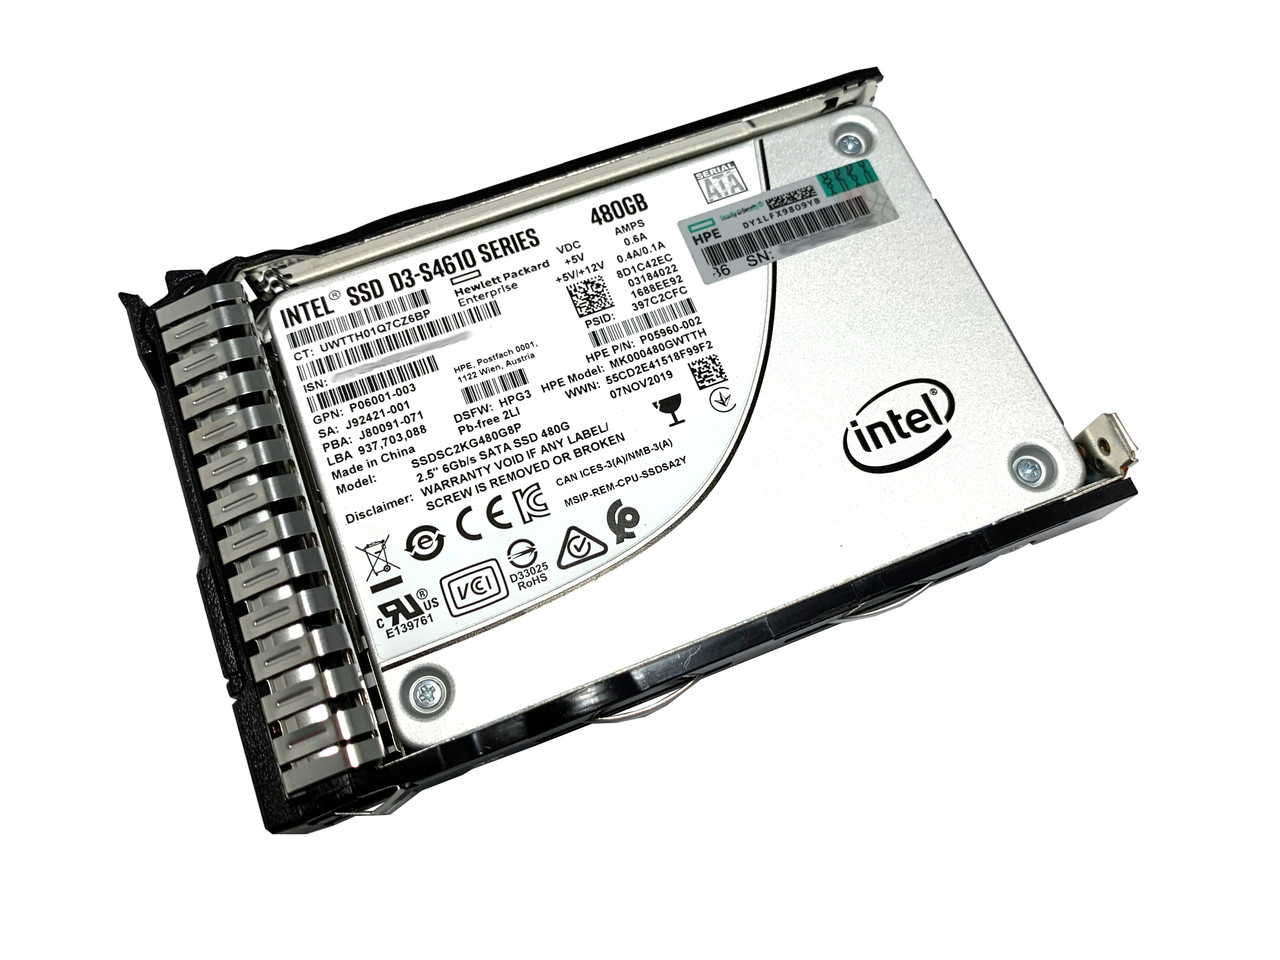 INTEL® SSD D3-S4610 SERIES
480GB
SERIAL
ATA
CT: UWTTH01Q7CZ6BP
Hewlett Packard
Enterprise
ISN:
GPN: P06001-003
SA: J92421-001
PBA: J80091-071
LBA 937,703,088
Made in China
Model: SSDSC2KG480G8P
2.5" 6Gb/s SATA SSD 480G
Disclaimer: WARRANTY VOID IF ANY LABEL/
SCREW IS REMOVED OR BROKEN
HPE, Postfach 0001,
1122 Wien, Austria
DSFW: HPG3
Pb-free 2LI
VDC AMPS
+5V 0.6A
+5V/+12V 0.4A/0.1A
8D1C42EC
03184022
1688EE92
PSID: 397C2CFC
HPE P/N: P05960-002
HPE Model: MK000480GWTTH
WWN: 55CD2E41518F99F2
07NOV2019
CAN ICES-3(A)/NMB-3(A)
MSIP-REM-CPU-SSDSA2Y
VCI
D33025
RoHS
c RU® US
E139761
HPE
DY1LFX9809YB
SN:
intel®